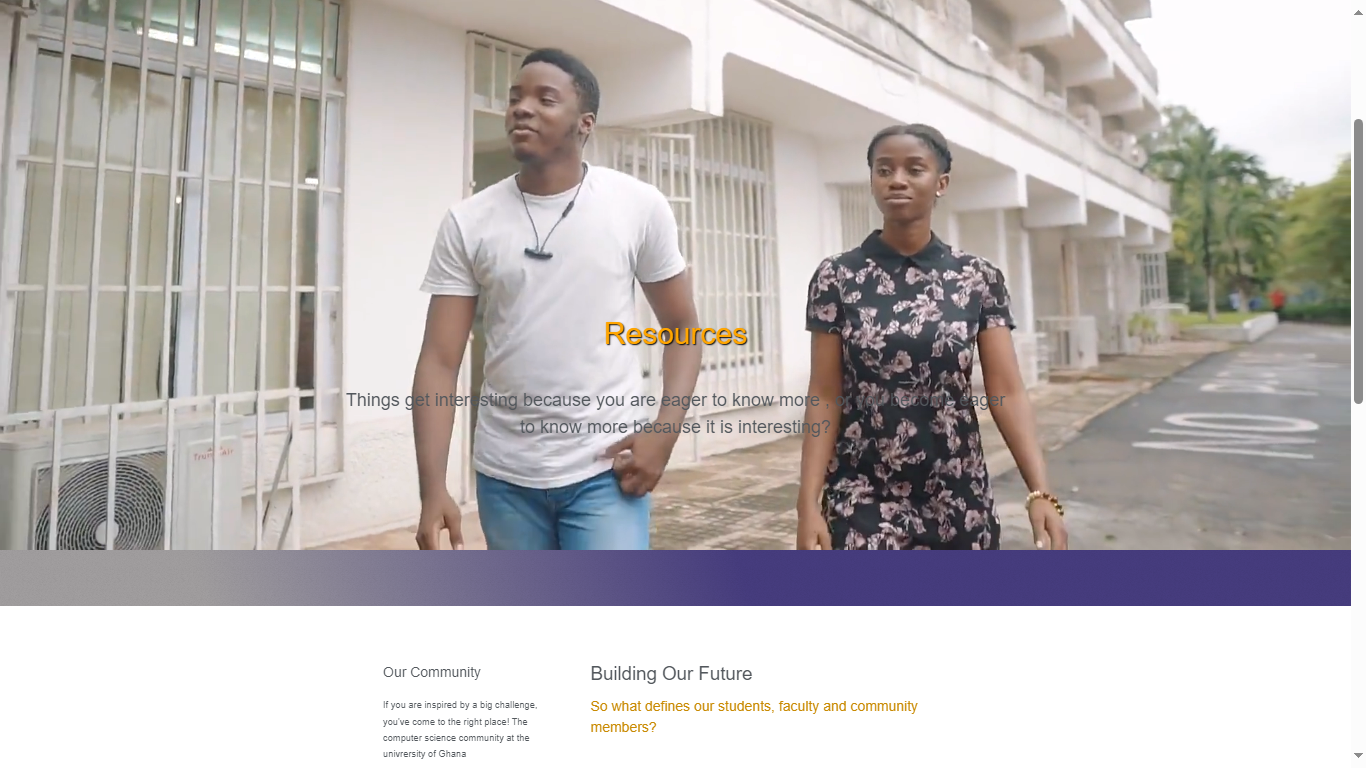 Resources
Things get interesting because you are eager to know more , or you become eager
to know more because it is interesting?
NO
Our Community
Building Our Future
If you are inspired by a big challenge,
you've come to the right place! The
computer science community at the
univrersity of Ghana
So what defines our students, faculty and community
members?